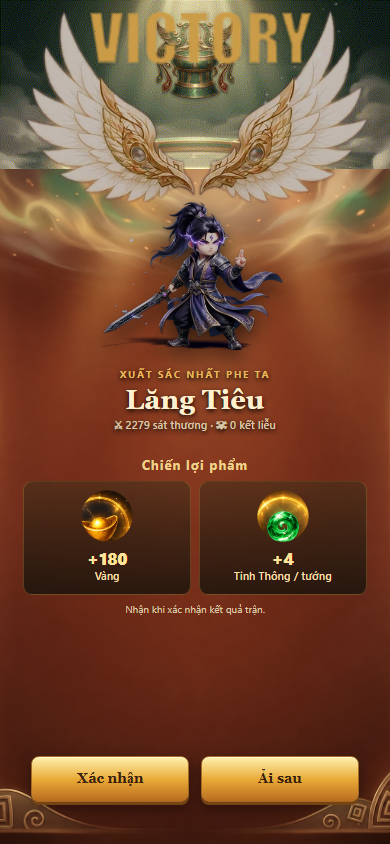 VICTORY
XUẤT SẮC NHẤT PHE TA
Lăng Tiêu
2279 sát thương · 0 kết liễu
Chiến lợi phẩm
+180
Vàng
+4
Tinh Thông / tướng
Nhận khi xác nhận kết quả trận.
Xác nhận
Ải sau